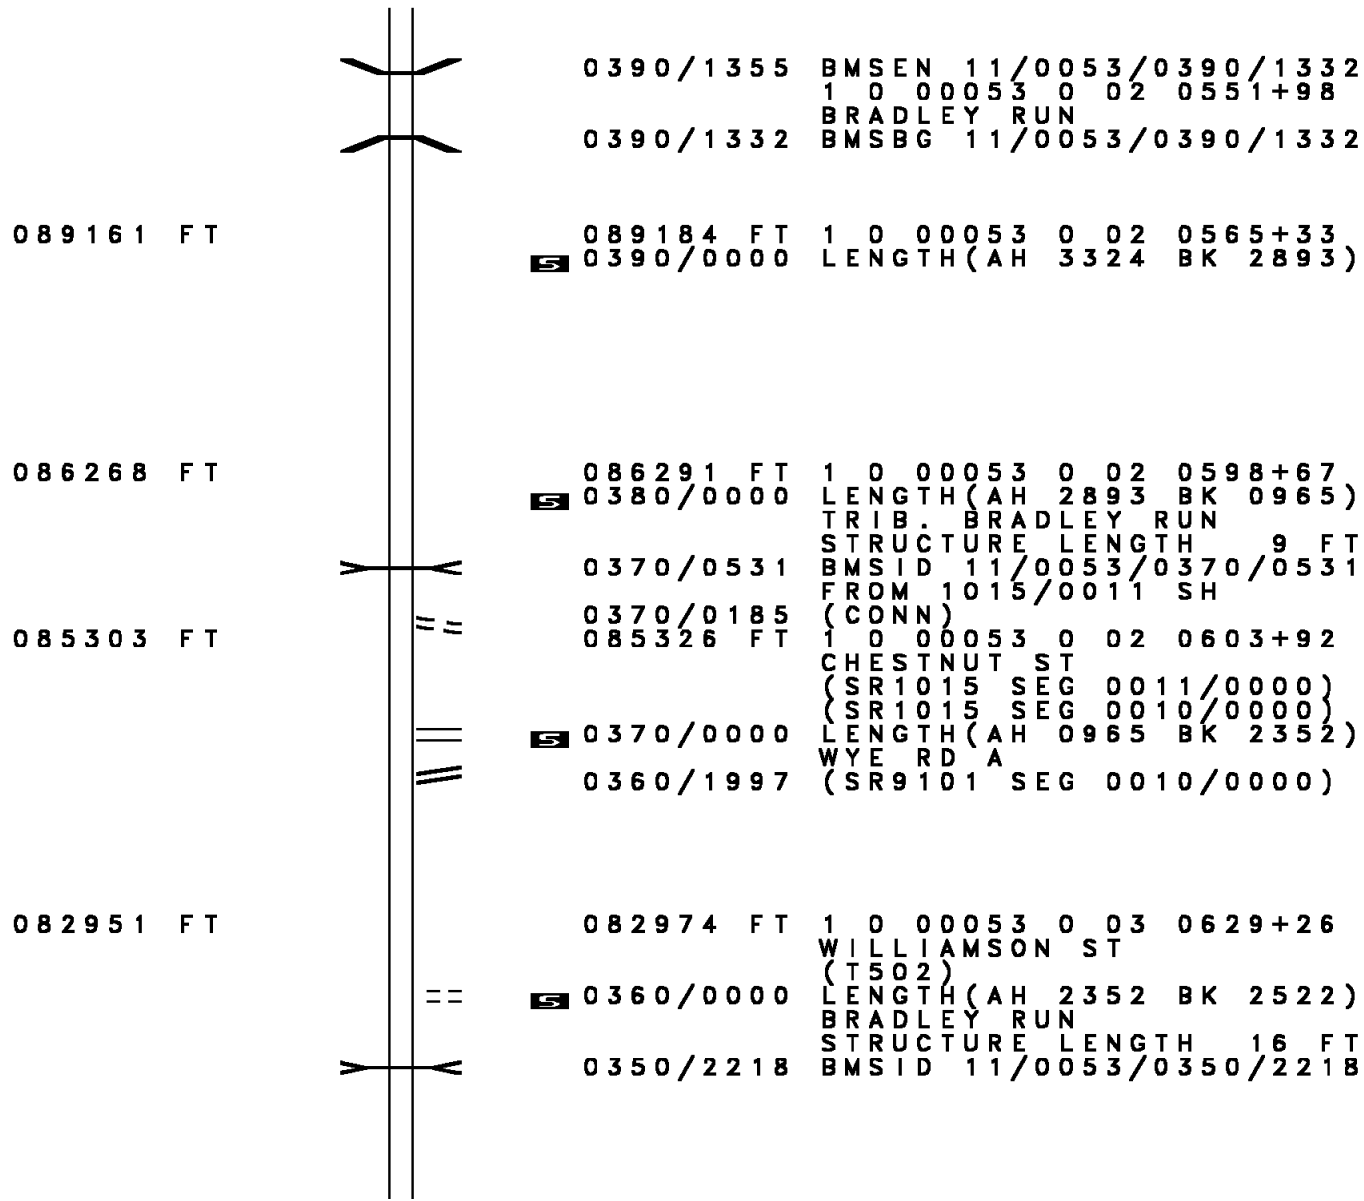 0390/1355 BMSEN 11/0053/0390/1332
1 0 00053 0 02 0551+98
BRADLEY RUN
0390/1332 BMSBG 11/0053/0390/1332
089161 FT 089184 FT 1 0 00053 0 02 0565+33
S 0390/0000 LENGTH(AH 3324 BK 2893)
086268 FT 086291 FT 1 0 00053 0 02 0598+67
S 0380/0000 LENGTH(AH 2893 BK 0965)
TRIB. BRADLEY RUN
STRUCTURE LENGTH 9 FT
0370/0531 BMSID 11/0053/0370/0531
FROM 1015/0011 SH
0370/0185 (CONN)
085303 FT 085326 FT 1 0 00053 0 02 0603+92
CHESTNUT ST
(SR1015 SEG 0011/0000)
(SR1015 SEG 0010/0000)
S 0370/0000 LENGTH(AH 0965 BK 2352)
WYE RD A
0360/1997 (SR9101 SEG 0010/0000)
082951 FT 082974 FT 1 0 00053 0 03 0629+26
WILLIAMSON ST
(T502)
S 0360/0000 LENGTH(AH 2352 BK 2522)
BRADLEY RUN
STRUCTURE LENGTH 16 FT
0350/2218 BMSID 11/0053/0350/2218